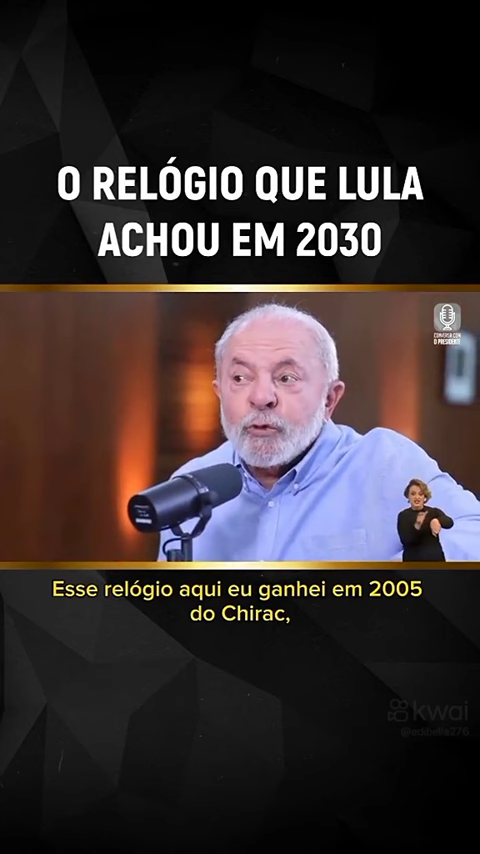 O RELÓGIO QUE LULA
ACHOU EM 2030
CONVERSA COM
O PRESIDENTE
Esse relógio aqui eu ganhei em 2005
do Chirac,
kwai